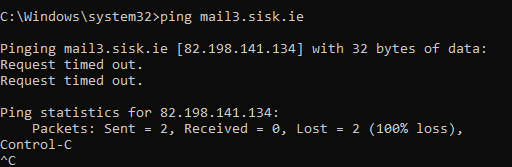 C:\Windows\system32>ping mail3.sisk.ie
Pinging mail3.sisk.ie [82.198.141.134] with 32 bytes of data:
Request timed out.
Request timed out.
Ping statistics for 82.198.141.134:
    Packets: Sent = 2, Received = 0, Lost = 2 (100% loss),
Control-C
^C